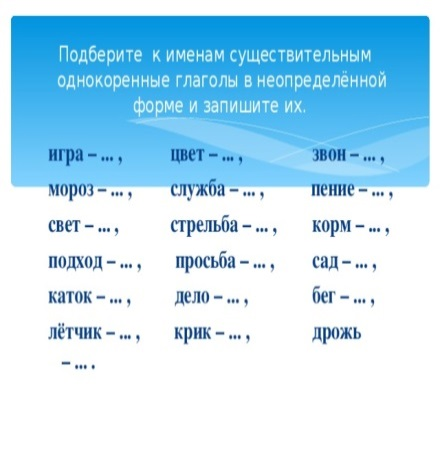 Подберите к именам существительным
однокоренные глаголы в неопределённой
форме и запишите их.
игра – ... , цвет – ... , звон – ... ,
мороз – ... , служба – ... , пение – ... ,
свет – ... , стрельба – ... , корм – ... ,
подход – ... , просьба – ... , сад – ... ,
каток – ... , дело – ... , бег – ... ,
лётчик – ... , крик – ... , дрожь
– ... .